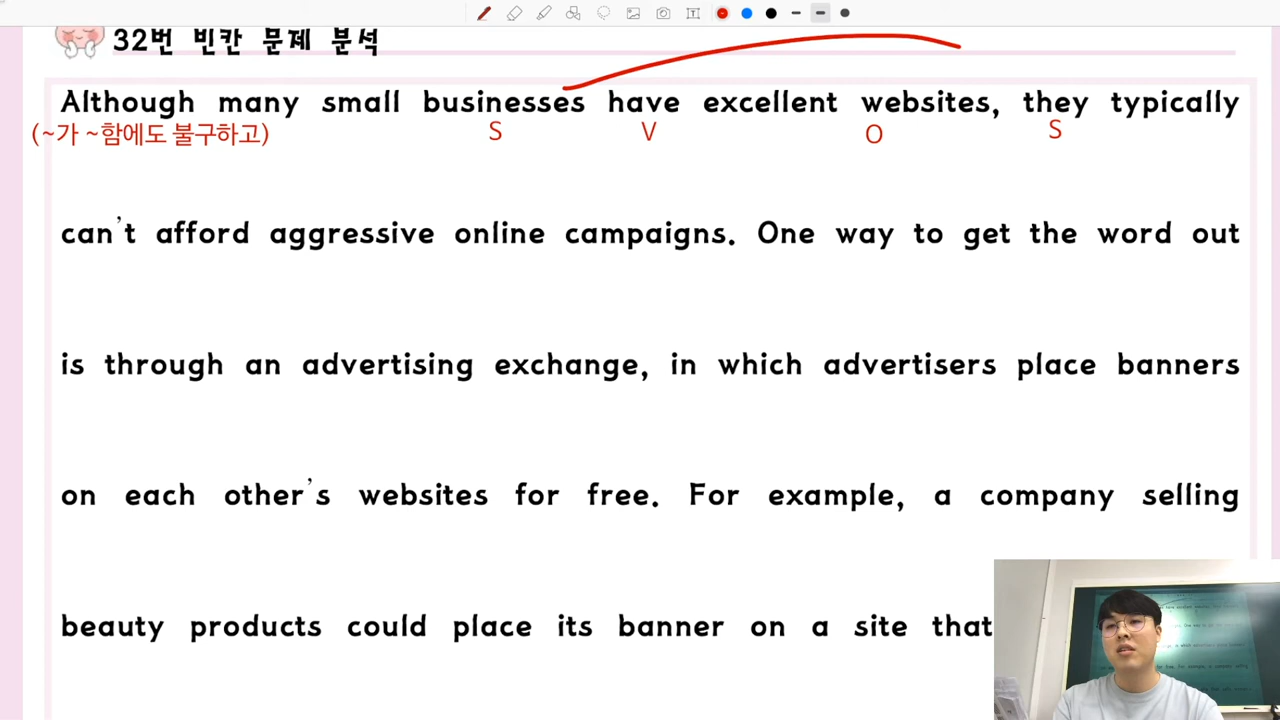 32번 빈칸 문제 분석
Although many small businesses have excellent websites, they typically
(~가 ~함에도 불구하고) S V O S
can't afford aggressive online campaigns. One way to get the word out
is through an advertising exchange, in which advertisers place banners
on each other's websites for free. For example, a company selling
beauty products could place its banner on a site that